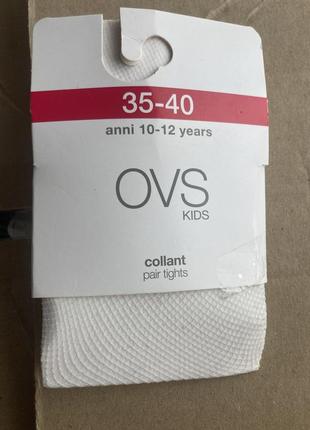 35-40
anni 10-12 years
OVS
KIDS
collant
pair tights